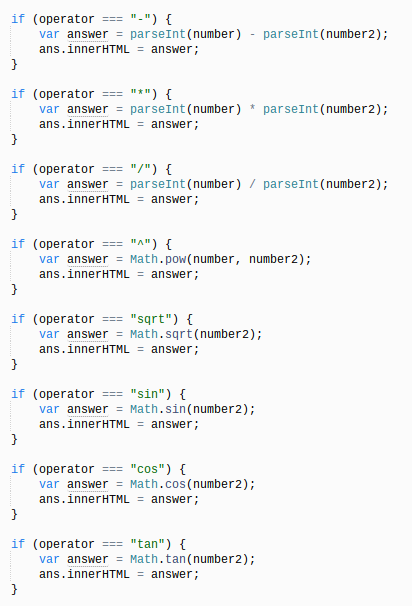 if (operator === "-") {
    var answer = parseInt(number) - parseInt(number2);
    ans.innerHTML = answer;
}

if (operator === "*") {
    var answer = parseInt(number) * parseInt(number2);
    ans.innerHTML = answer;
}

if (operator === "/") {
    var answer = parseInt(number) / parseInt(number2);
    ans.innerHTML = answer;
}

if (operator === "^") {
    var answer = Math.pow(number, number2);
    ans.innerHTML = answer;
}

if (operator === "sqrt") {
    var answer = Math.sqrt(number2);
    ans.innerHTML = answer;
}

if (operator === "sin") {
    var answer = Math.sin(number2);
    ans.innerHTML = answer;
}

if (operator === "cos") {
    var answer = Math.cos(number2);
    ans.innerHTML = answer;
}

if (operator === "tan") {
    var answer = Math.tan(number2);
    ans.innerHTML = answer;
}